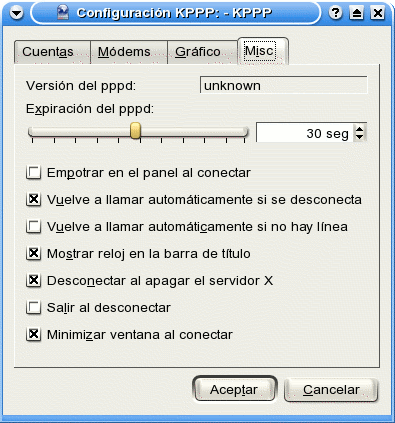 Configuración KPPP: - KPPP
Cuentas Módems Gráfico Misc
Versión del pppd: unknown
Expiración del pppd:
30 seg
Empotrar en el panel al conectar
Vuelve a llamar automáticamente si se desconecta
Vuelve a llamar automáticamente si no hay línea
Mostrar reloj en la barra de título
Desconectar al apagar el servidor X
Salir al desconectar
Minimizar ventana al conectar
Aceptar Cancelar